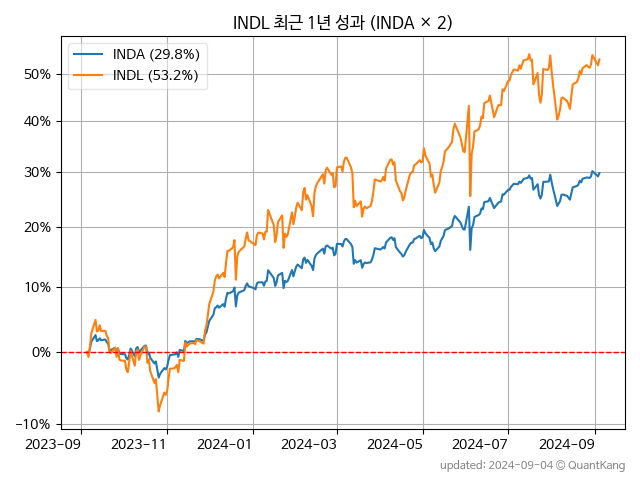 INDL 최근 1년 성과 (INDA × 2)
INDA (29.8%)
INDL (53.2%)
50%
40%
30%
20%
10%
0%
−10%
2023-09 2023-11 2024-01 2024-03 2024-05 2024-07 2024-09
updated: 2024-09-04 © QuantKang